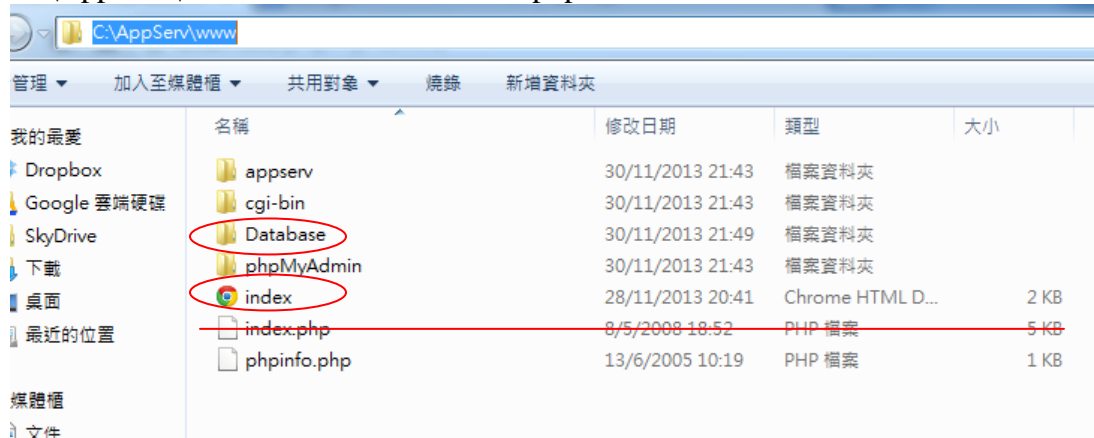 C:\AppServ\www
管理 加入至媒體櫃 共用對象 燒錄 新增資料夾
我的最愛
Dropbox
Google 雲端硬碟
SkyDrive
下載
桌面
最近的位置
媒體櫃
文件
名稱 修改日期 類型 大小
appserv 30/11/2013 21:43 檔案資料夾
cgi-bin 30/11/2013 21:43 檔案資料夾
Database 30/11/2013 21:49 檔案資料夾
phpMyAdmin 30/11/2013 21:43 檔案資料夾
index 28/11/2013 20:41 Chrome HTML D... 2 KB
index.php 8/5/2008 18:52 PHP 檔案 5 KB
phpinfo.php 13/6/2005 10:19 PHP 檔案 1 KB